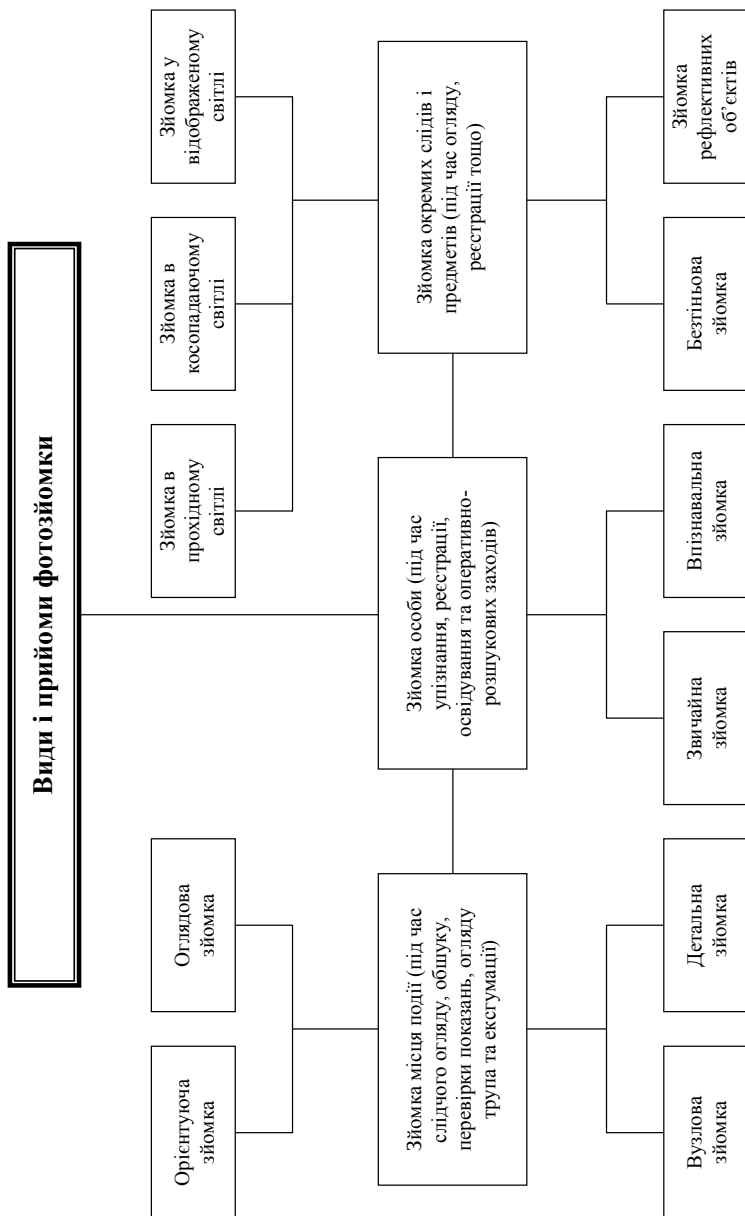 Види і прийоми фотозйомки
Орієнтуюча
зйомка
Оглядова
зйомка
Зйомка в
прохідному
світлі
Зйомка в
косопадаючому
світлі
Зйомка у
відображеному
світлі
Зйомка місця події (під час
слідчого огляду, обшуку,
перевірки показань, огляду
трупа та ексгумації)
Зйомка особи (під час
упізнання, реєстрації,
освідування та оперативно-
розшукових заходів)
Зйомка окремих слідів і
предметів (під час огляду,
реєстрації тощо)
Вузлова
зйомка
Детальна
зйомка
Звичайна
зйомка
Впізнавальна
зйомка
Безтіньова
зйомка
Зйомка
рефлективних
об’єктів